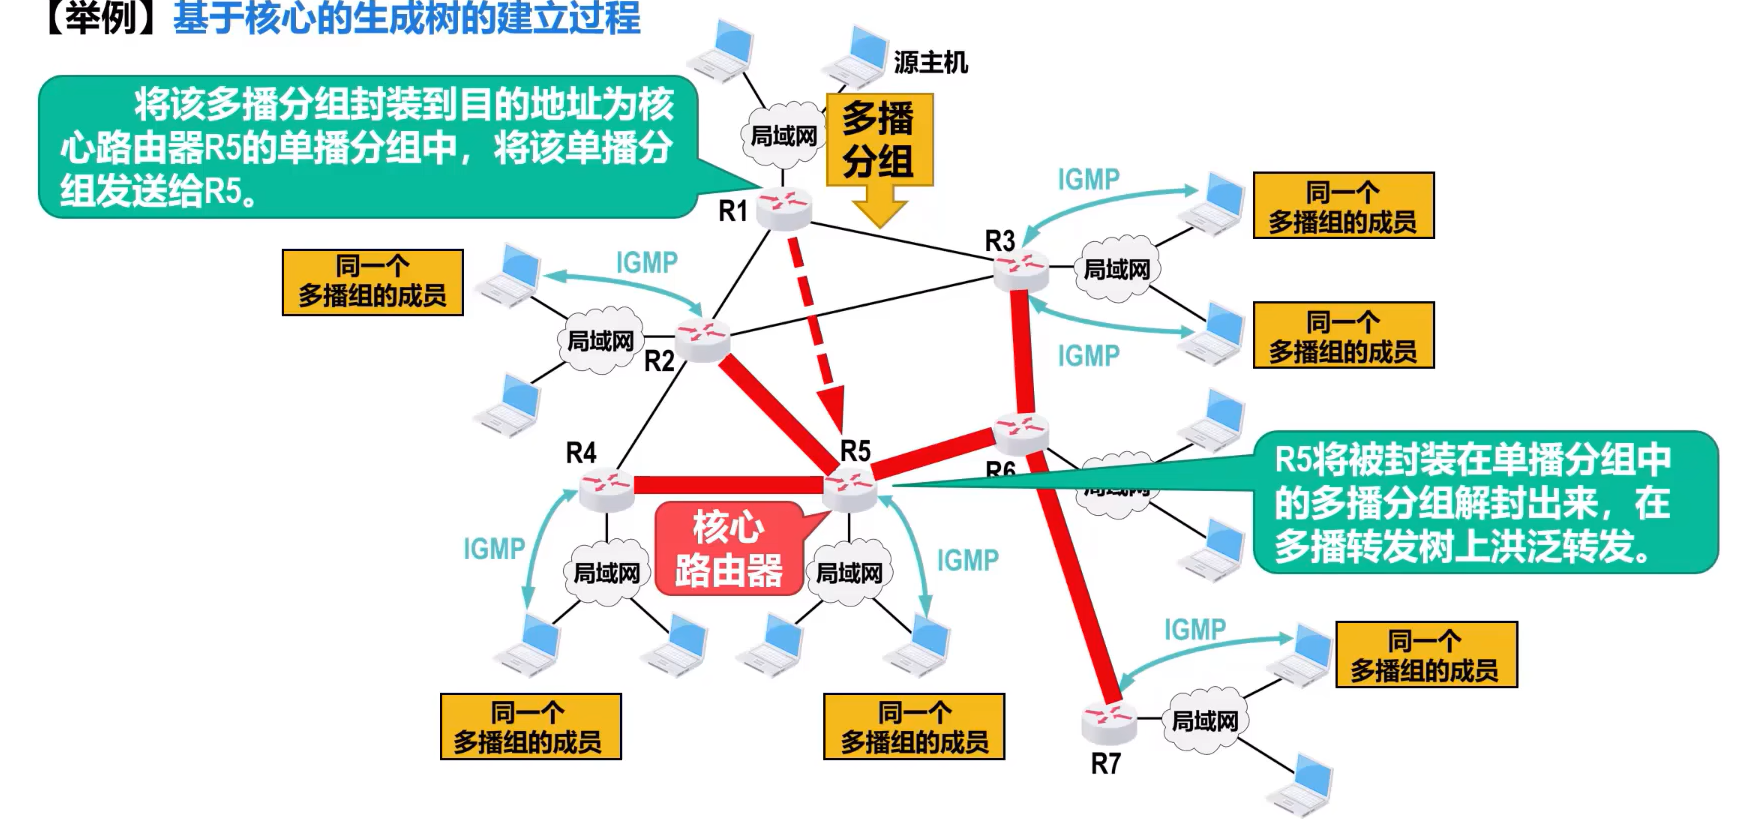 【举例】基于核心的生成树的建立过程
源主机
将该多播分组封装到目的地址为核
心路由器R5的单播分组中，将该单播分
组发送给R5。
局域网
多播
分组
R1
IGMP
同一个
多播组的成员
R3
局域网
同一个
多播组的成员
IGMP
同一个
多播组的成员
IGMP
局域网
R2
R4
R5
R6
局域网
R5将被封装在单播分组中
的多播分组解封出来，在
多播转发树上洪泛转发。
核心
路由器
IGMP
局域网
局域网
IGMP
同一个
多播组的成员
同一个
多播组的成员
IGMP
同一个
多播组的成员
局域网
R7